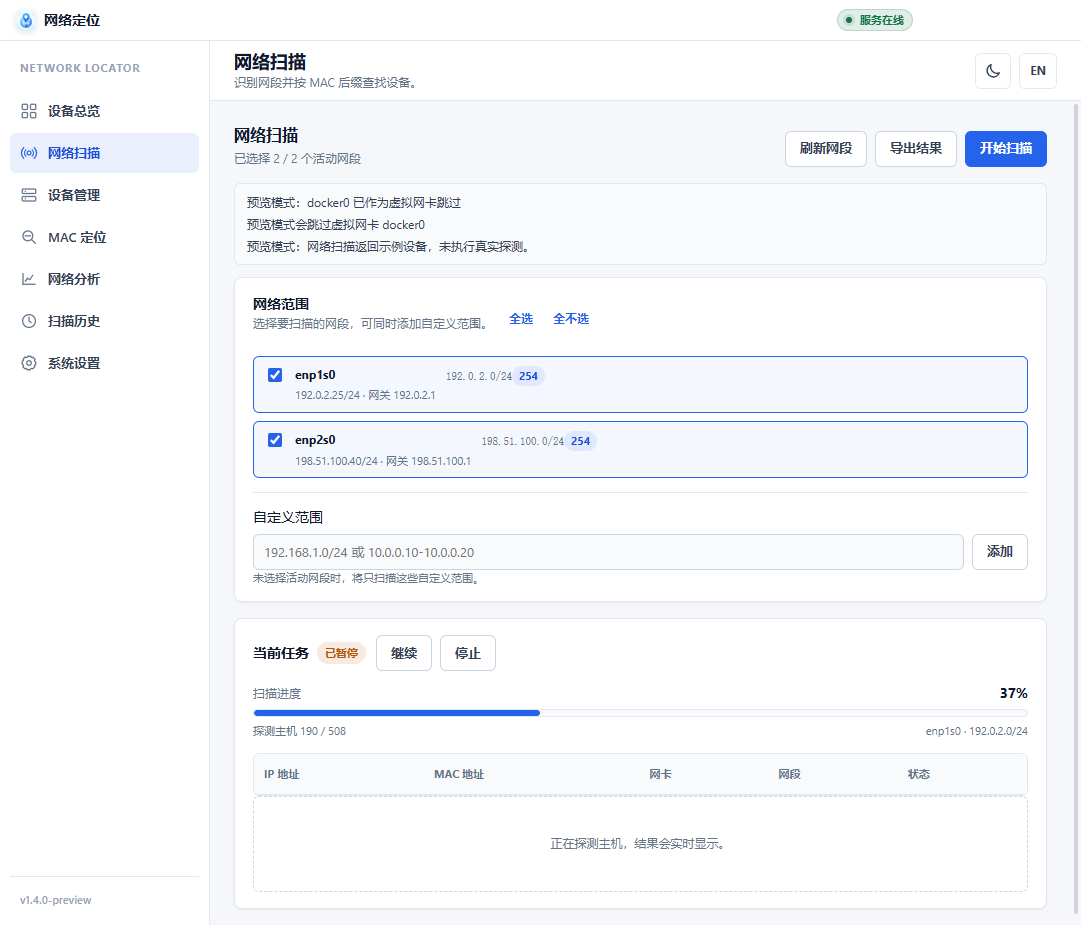 网络定位
服务在线
NETWORK LOCATOR
设备总览
网络扫描
设备管理
MAC 定位
网络分析
扫描历史
系统设置
v1.4.0-preview
网络扫描
识别网段并按 MAC 后缀查找设备。
EN
网络扫描
已选择 2 / 2 个活动网段
刷新网段
导出结果
开始扫描
预览模式：docker0 已作为虚拟网卡跳过
预览模式会跳过虚拟网卡 docker0
预览模式：网络扫描返回示例设备，未执行真实探测。
网络范围
选择要扫描的网段，可同时添加自定义范围。
全选
全不选
enp1s0
192.0.2.0/24 254
192.0.2.25/24 · 网关 192.0.2.1
enp2s0
198.51.100.0/24 254
198.51.100.40/24 · 网关 198.51.100.1
自定义范围
192.168.1.0/24 或 10.0.0.10-10.0.0.20
添加
未选择活动网段时，将只扫描这些自定义范围。
当前任务
已暂停
继续
停止
扫描进度
37%
探测主机 190 / 508
enp1s0 · 192.0.2.0/24
IP 地址
MAC 地址
网卡
网段
状态
正在探测主机，结果会实时显示。